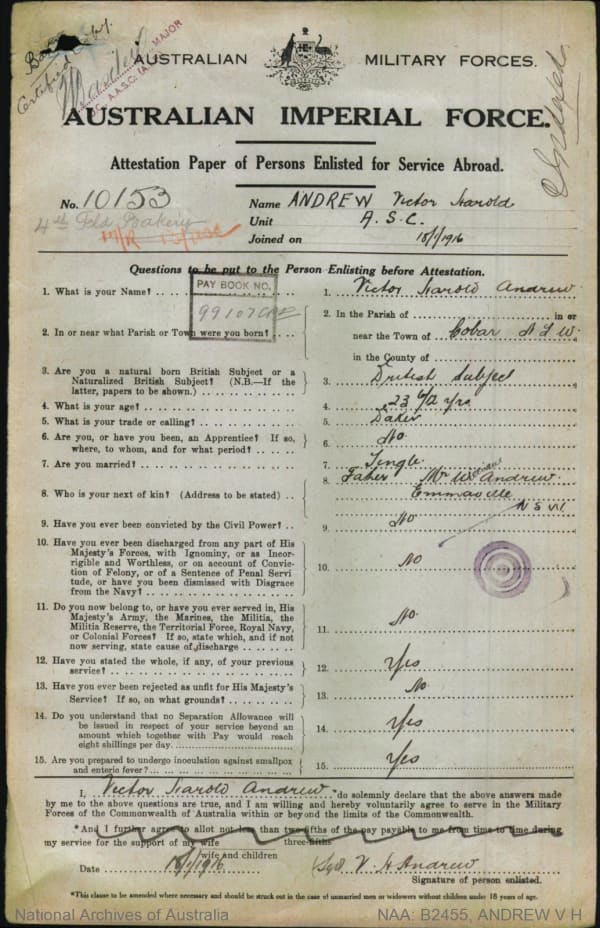 Certified Copy.
AUSTRALIAN MILITARY FORCES.
A.A.S.C. MAJOR
AUSTRALIAN IMPERIAL FORCE.
Attestation Paper of Persons Enlisted for Service Abroad.
No. 10153 Name ANDREW Victor Harold
4th Fld Bakery Unit A.S.C.
Joined on 18/1/1916
Questions to be put to the Person Enlisting before Attestation.
PAY BOOK NO.
1. What is your Name? 1. Victor Harold Andrew
2. In or near what Parish or Town were you born? 2. In the Parish of in or
near the Town of Cobar N S W.
in the County of
3. Are you a natural born British Subject or a
Naturalized British Subject? (N.B.—If the
latter, papers to be shown.) 3. British Subject
4. What is your age? 4. 23 6/12 yrs
5. What is your trade or calling? 5. Baker
6. Are you, or have you been, an Apprentice? If so,
where, to whom, and for what period? 6. No
7. Are you married? 7. Single
8. Who is your next of kin? (Address to be stated) 8. Father Mr W Andrew
Emmaville
N S W
9. Have you ever been convicted by the Civil Power? 9. No
10. Have you ever been discharged from any part of His
Majesty's Forces, with Ignominy, or as Incor-
rigible and Worthless, or on account of Convic-
tion of Felony, or of a Sentence of Penal Servi
tude, or have you been dismissed with Disgrace
from the Navy? 10. No
11. Do you now belong to, or have you ever served in, His
Majesty's Army, the Marines, the Militia, the
Militia Reserve, the Territorial Force, Royal Navy,
or Colonial Forces? If so, state which, and if not
now serving, state cause of discharge 11. No
12. Have you stated the whole, if any, of your previous
service? 12. Yes
13. Have you ever been rejected as unfit for His Majesty's
Service? If so, on what grounds? 13. No
14. Do you understand that no Separation Allowance will
be issued in respect of your service beyond an
amount which together with Pay would reach
eight shillings per day. 14. Yes
15. Are you prepared to undergo inoculation against smallpox
and enteric fever? 15. Yes
I, Victor Harold Andrew *do solemnly declare that the above answers made
by me to the above questions are true, and I am willing and hereby voluntarily agree to serve in the Military
Forces of the Commonwealth of Australia within or beyond the limits of the Commonwealth.
*And I further agree to allot not less than two-fifths of the pay payable to me from time to time during
three-fifths
my service for the support of my wife
wife and children
Date 18/1/1916 (Sgd) V. H Andrew
Signature of person enlisted.
*This clause to be amended where necessary and should be struck out in the case of unmarried men or widowers without children under 18 years of age.
National Archives of Australia NAA: B2455, ANDREW V H